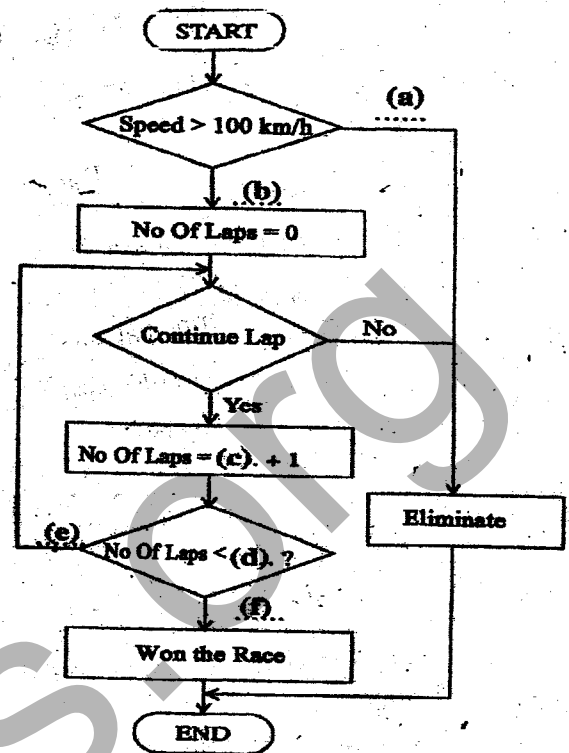 START
(a)
Speed > 100 km/h
(b)
No Of Laps = 0
Continue Lap
No
Yes
No Of Laps = (c). + 1
Eliminate
(e)
No Of Laps < (d). ?
(f)
Won the Race
END
s.org